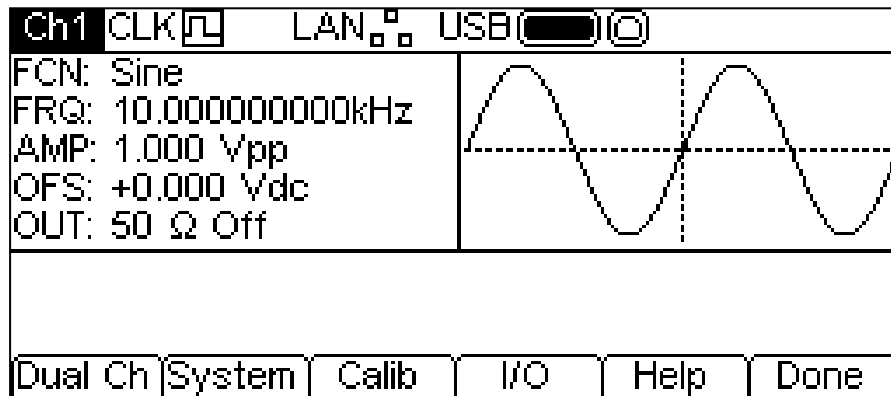 Ch1 CLK LAN USB
FCN: Sine
FRQ: 10.000000000kHz
AMP: 1.000 Vpp
OFS: +0.000 Vdc
OUT: 50 Ω Off
Dual Ch System Calib I/O Help Done